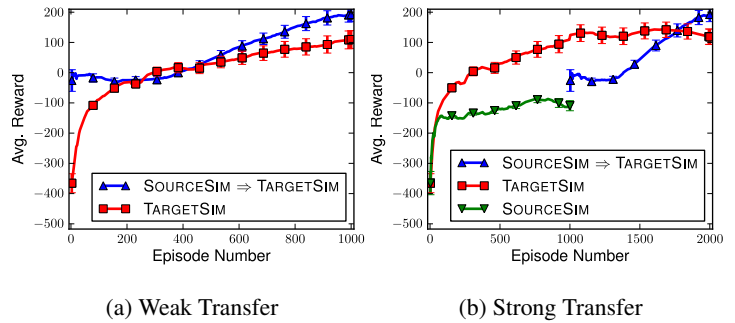 200
100
0
−100
−200
−300
−400
−500
Avg. Reward
0
200
400
600
800
1000
Episode Number
SOURCESIM ⇒ TARGETSIM
TARGETSIM
(a) Weak Transfer
200
100
0
−100
−200
−300
−400
−500
Avg. Reward
0
500
1000
1500
2000
Episode Number
SOURCESIM ⇒ TARGETSIM
TARGETSIM
SOURCESIM
(b) Strong Transfer